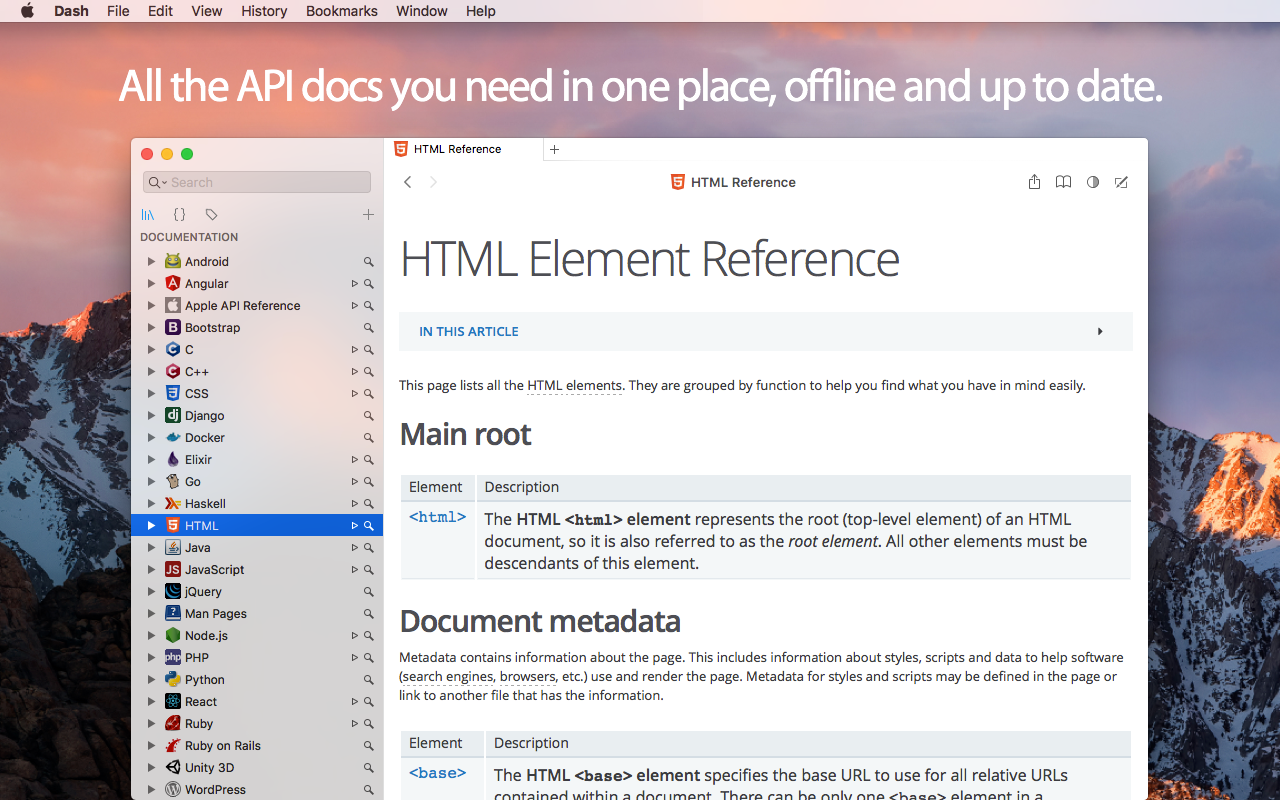 Dash File Edit View History Bookmarks Window Help
All the API docs you need in one place, offline and up to date.
HTML Reference
Search
HTML Reference
DOCUMENTATION
Android
Angular
Apple API Reference
Bootstrap
C
C++
CSS
Django
Docker
Elixir
Go
Haskell
HTML
Java
JavaScript
jQuery
Man Pages
Node.js
PHP
Python
React
Ruby
Ruby on Rails
Unity 3D
WordPress
HTML Element Reference
IN THIS ARTICLE
This page lists all the HTML elements. They are grouped by function to help you find what you have in mind easily.
Main root
Element Description
<html> The HTML <html> element represents the root (top-level element) of an HTML
document, so it is also referred to as the root element. All other elements must be
descendants of this element.
Document metadata
Metadata contains information about the page. This includes information about styles, scripts and data to help software
(search engines, browsers, etc.) use and render the page. Metadata for styles and scripts may be defined in the page or
link to another file that has the information.
Element Description
<base> The HTML <base> element specifies the base URL to use for all relative URLs
contained within a document. There can be only one <base> element in a